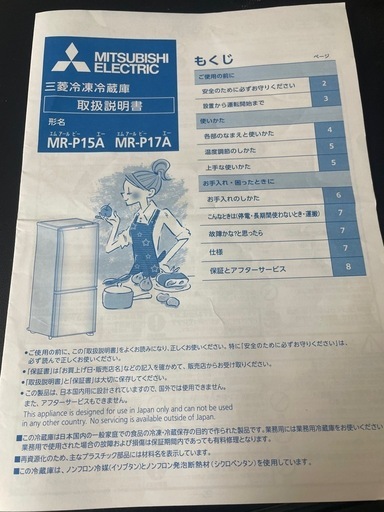 MITSUBISHI
ELECTRIC
三菱冷凍冷蔵庫
取扱説明書
形名
エム アール ピー エー エム アール ピー エー
MR-P15A MR-P17A
もくじ
ページ
ご使用の前に
安全のために必ずお守りください 2
設置から運転開始まで 3
使いかた
各部のなまえと使いかた 4
温度調節のしかた 5
上手な使いかた 5
お手入れ・困ったときに
お手入れのしかた 6
こんなときは(停電・長期間使わないとき・運搬) 7
故障かな?と思ったら 7
仕様 7
保証とアフターサービス 8
●ご使用の前に、この「取扱説明書」をよくお読みになり、正しくお使いください。特に「安全のために必ずお守りください」は、
必ず読んで正しくお使いください。
●「保証書」は「お買上げ日・販売店名」などの記入を確かめて、販売店からお受け取りください。
●「取扱説明書」と「保証書」は大切に保存してください。
●この製品は、日本国内用に設計されていますので、国外では使用できません。
また、アフターサービスもできません。
This appliance is designed for use in Japan only and can not be used
in any other country. No servicing is available outside of Japan.
■この冷蔵庫は日本国内の一般家庭での食品の冷凍・冷蔵保存の目的で作られた製品です。業務用には業務用冷蔵庫をお使いください。
業務用で使用された場合の故障および損傷は保証期間内であっても有料修理となります。
■再資源化のため、主なプラスチック部品には材料名を表示しています。
■この冷蔵庫は、ノンフロン冷媒(イソブタン)とノンフロン発泡断熱材(シクロペンタン)を使用しています。